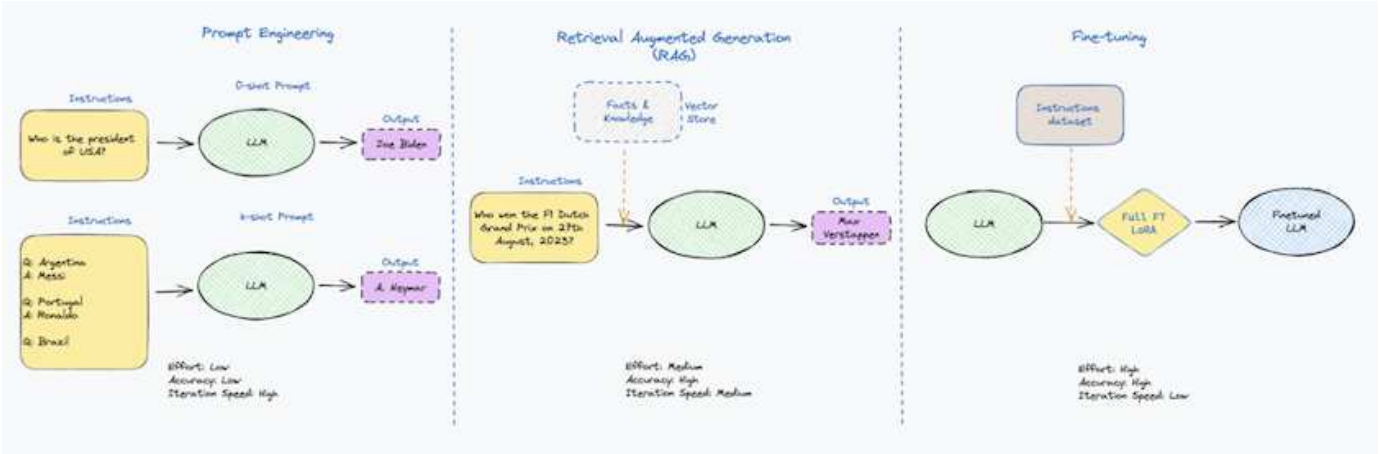 Prompt Engineering
0-shot Prompt
Instructions
Who is the president
of USA?
LLM
Output
Joe Biden
k-shot Prompt
Instructions
Q: Argentina
A: Messi
Q: Portugal
A: Ronaldo
Q: Brazil
LLM
Output
A. Neymar
Effort: Low
Accuracy: Low
Iteration Speed: High
Retrieval Augmented Generation
(RAG)
Facts &
Knowledge
Vector
Store
Instructions
Who won the F1 Dutch
Grand Prix on 27th
August, 2023?
LLM
Output
Max
Verstappen
Effort: Medium
Accuracy: High
Iteration Speed: Medium
Fine-tuning
Instructions
dataset
LLM
Full FT
LoRA
Finetuned
LLM
Effort: High
Accuracy: High
Iteration Speed: Low